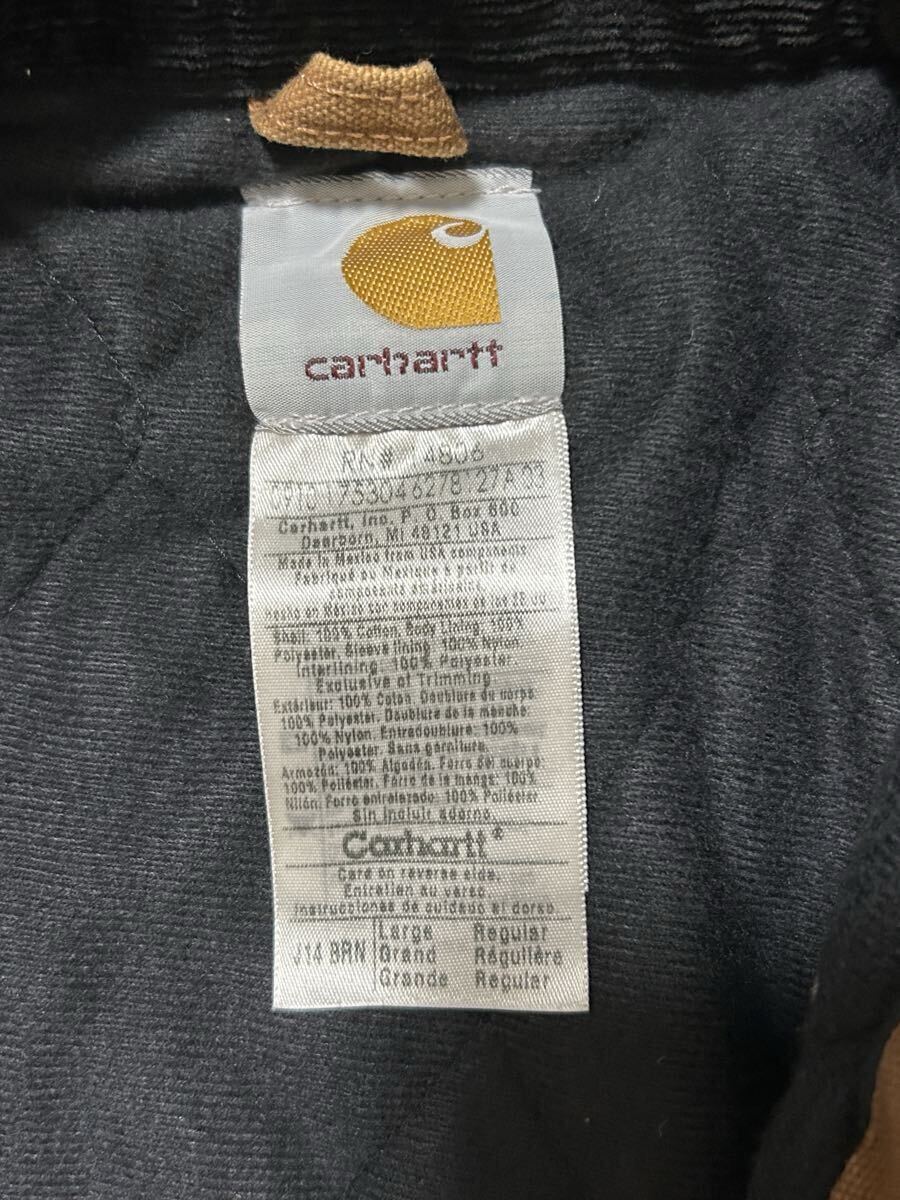 carhartt
RN# 14806
Carhartt, Inc. P. O. Box 600
Dearborn, MI 48121 USA
Made in Mexico from USA components
Fabriqué au Mexique à partir de
hecho en México con componentes de los
Shell: 100% Cotton, Body Lining: 100%
Polyester, Sleeve lining: 100% Nylon.
Interlining: 100% Polyester
Exclusive of Trimming
Extérieur: 100% Coton. Doublure du corps:
100% Polyester. Doublure de la manche:
100% Nylon. Entredoublure: 100%
Polyester. Sans garniture.
Armazón: 100% Algodón. Forro del cuerpo:
100% Poliéster. Forro de la manga: 100%
Nilón. Forro entrelazado: 100% Poliéster
Sin incluir adorno.
Carhartt
Care on reverse side.
Entretien au verso.
Instrucciones de cuidado al dorso
J14 BRN Large Regular
Grand Régulière
Grande Regular